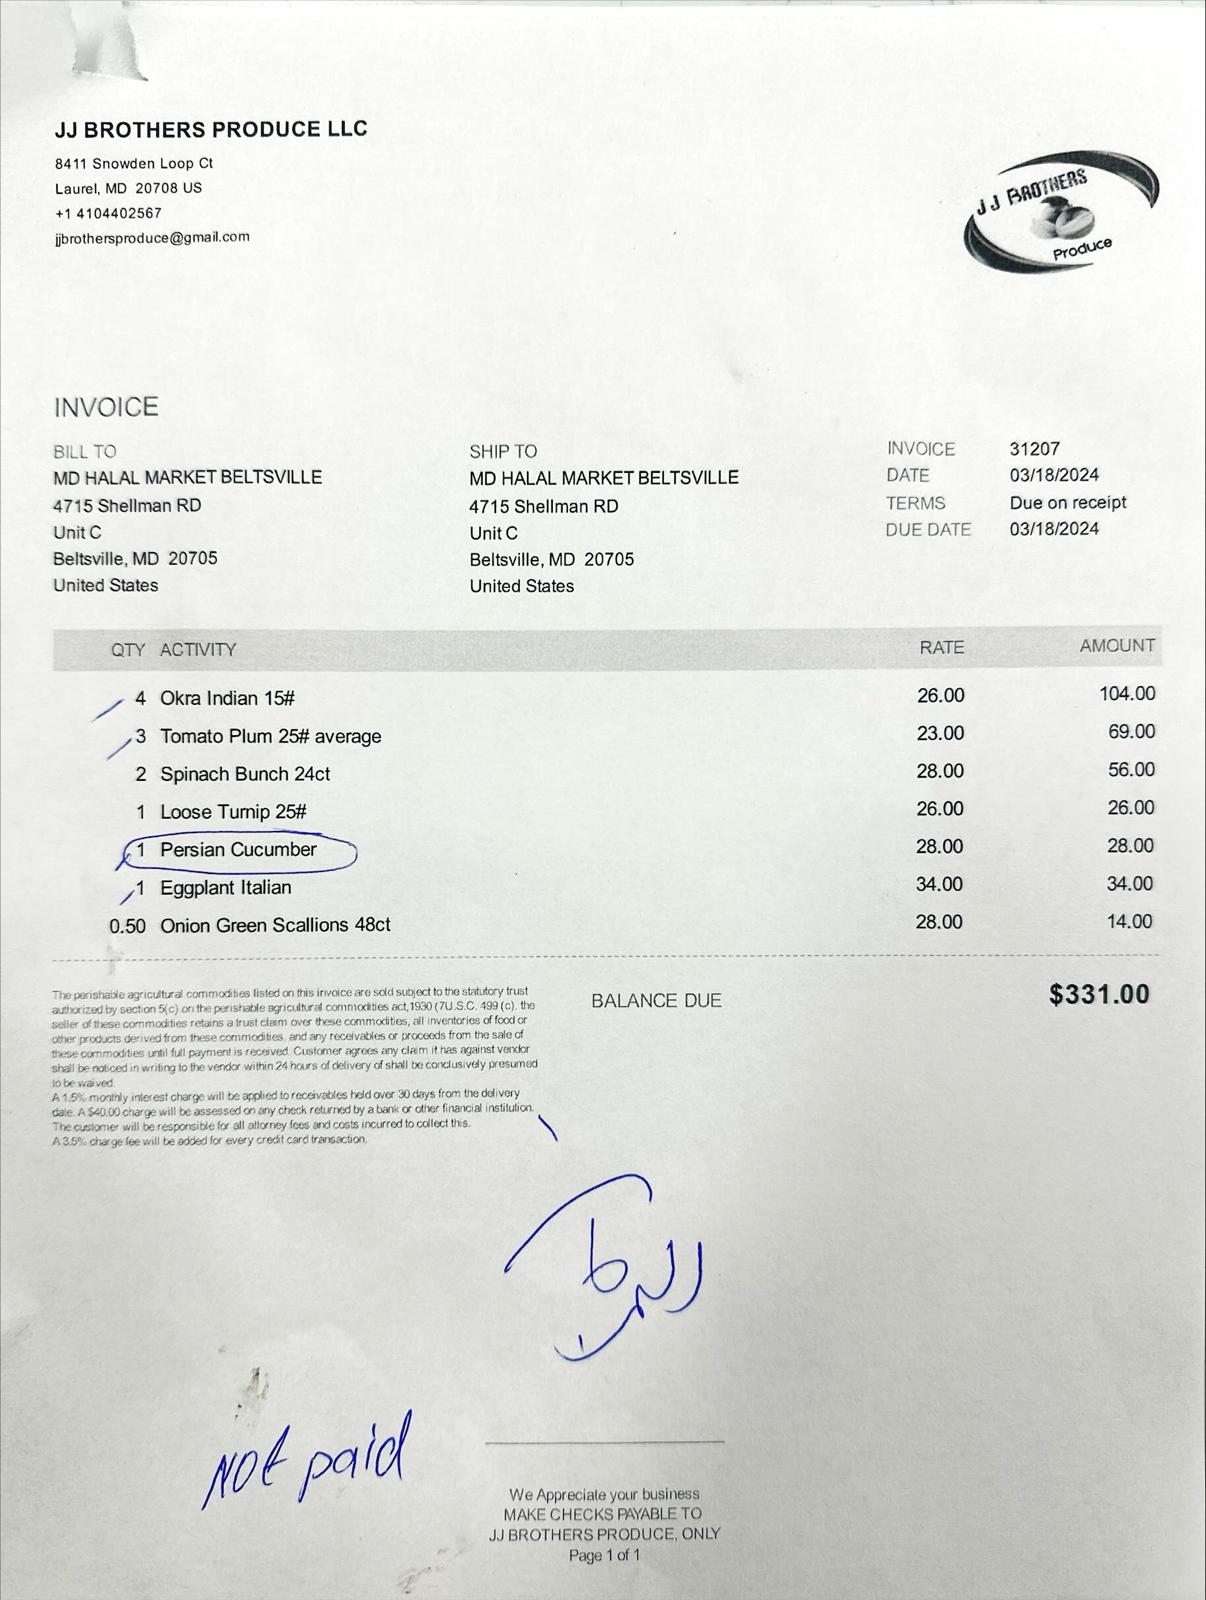 JJ BROTHERS PRODUCE LLC
8411 Snowden Loop Ct
Laurel, MD 20708 US
+1 4104402567
jjbrothersproduce@gmail.com
JJ BROTHERS
Produce
INVOICE
BILL TO
MD HALAL MARKET BELTSVILLE
4715 Shellman RD
Unit C
Beltsville, MD 20705
United States
SHIP TO
MD HALAL MARKET BELTSVILLE
4715 Shellman RD
Unit C
Beltsville, MD 20705
United States
INVOICE 31207
DATE 03/18/2024
TERMS Due on receipt
DUE DATE 03/18/2024
QTY ACTIVITY RATE AMOUNT
4 Okra Indian 15# 26.00 104.00
3 Tomato Plum 25# average 23.00 69.00
2 Spinach Bunch 24ct 28.00 56.00
1 Loose Turnip 25# 26.00 26.00
1 Persian Cucumber 28.00 28.00
1 Eggplant Italian 34.00 34.00
0.50 Onion Green Scallions 48ct 28.00 14.00
The perishable agricultural commodities listed on this invoice are sold subject to the statutory trust
authorized by section 5(c) on the perishable agricultural commodities act,1930 (7U.S.C. 499 (c). the
seller of these commodities retains a trust claim over these commodities, all inventories of food or
other products derived from these commodities, and any receivables or proceeds from the sale of
these commodities until full payment is received. Customer agrees any claim it has against vendor
shall be noticed in writing to the vendor within 24 hours of delivery of shall be conclusively presumed
to be waived.
A 1.5% monthly interest charge will be applied to receivables held over 30 days from the delivery
date. A $40.00 charge will be assessed on any check returned by a bank or other financial institution.
The customer will be responsible for all attorney fees and costs incurred to collect this.
A 3.5% charge fee will be added for every credit card transaction.
BALANCE DUE $331.00
NOt paid
We Appreciate your business
MAKE CHECKS PAYABLE TO
JJ BROTHERS PRODUCE, ONLY
Page 1 of 1